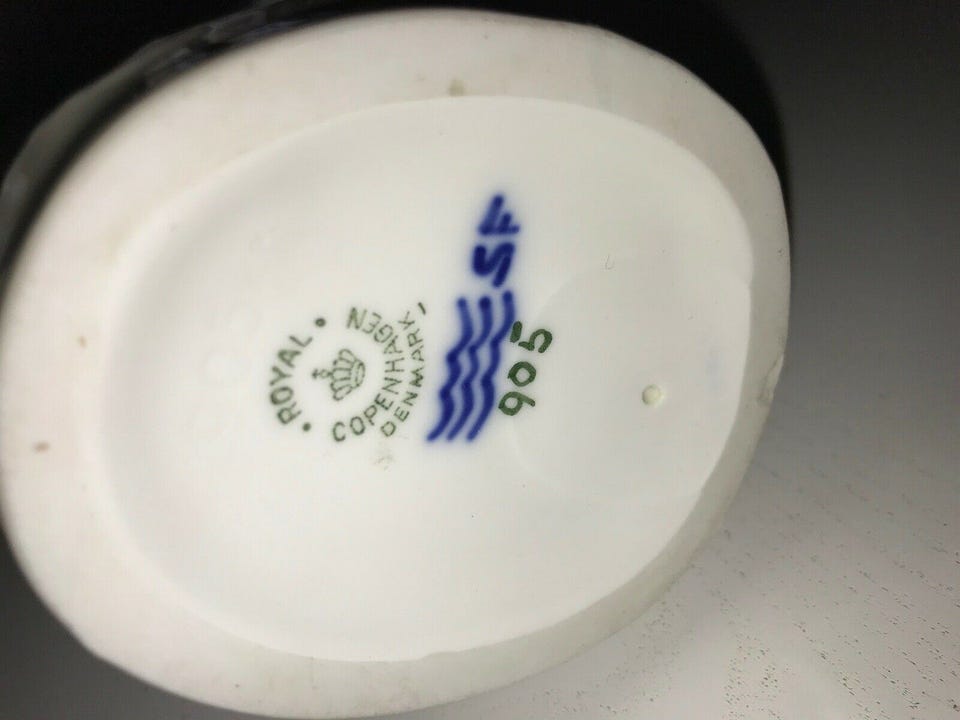 ROYAL
COPENHAGEN
DENMARK
SF
905